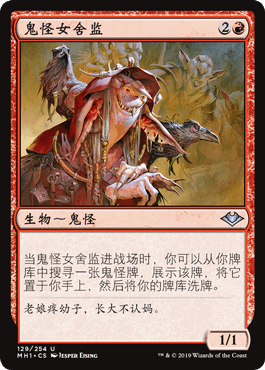 鬼怪女舍监 2
生物～鬼怪
当鬼怪女舍监进战场时，你可以从你牌
库中搜寻一张鬼怪牌，展示该牌，将它
置于你手上，然后将你的牌库洗牌。
老娘疼幼子，长大不认妈。
1/1
129/254 U
MH1 • CS JESPER EJSING
™ & © 2019 Wizards of the Coast